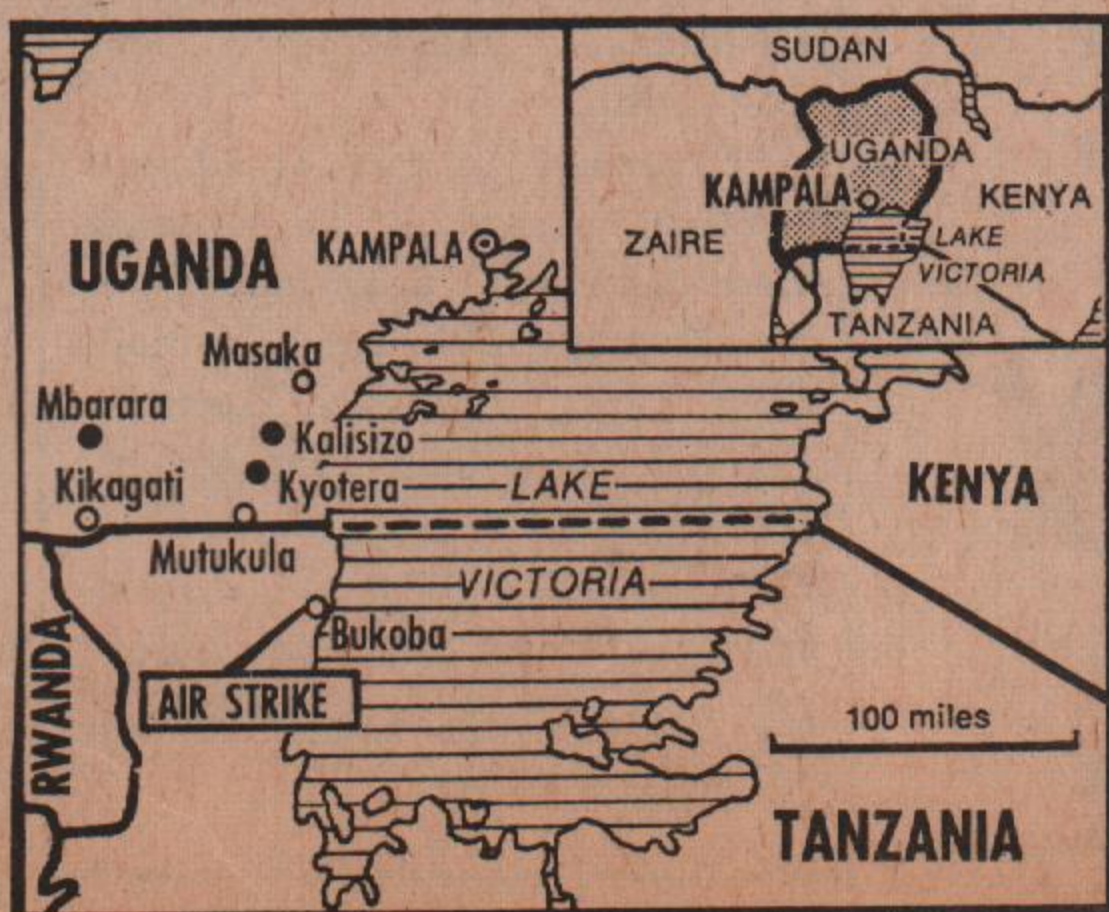 SUDAN
UGANDA
KAMPALA
KENYA
ZAIRE
LAKE
VICTORIA
TANZANIA
UGANDA
KAMPALA
Masaka
Mbarara
Kalisizo
Kikagati
Kyotera
LAKE
KENYA
Mutukula
VICTORIA
Bukoba
RWANDA
AIR STRIKE
100 miles
TANZANIA